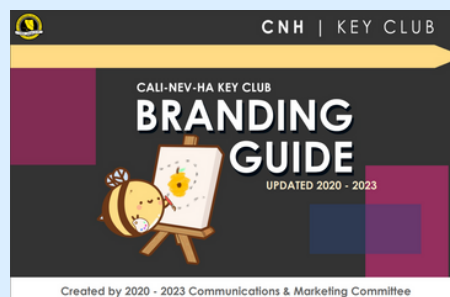 CNH | KEY CLUB
CALI-NEV-HA KEY CLUB
BRANDING
GUIDE
UPDATED 2020 - 2023
Created by 2020 - 2023 Communications & Marketing Committee